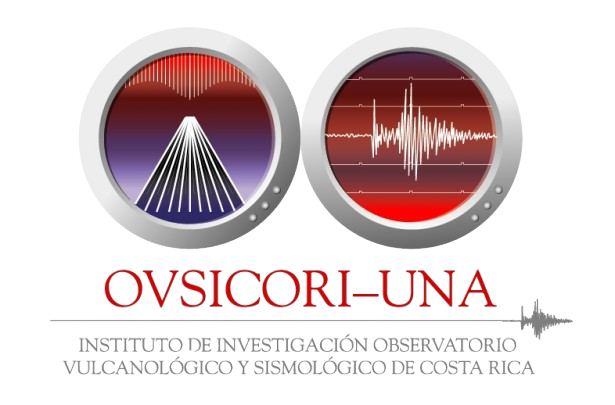 OVSICORI–UNA
INSTITUTO DE INVESTIGACIÓN OBSERVATORIO
VULCANOLÓGICO Y SISMOLÓGICO DE COSTA RICA